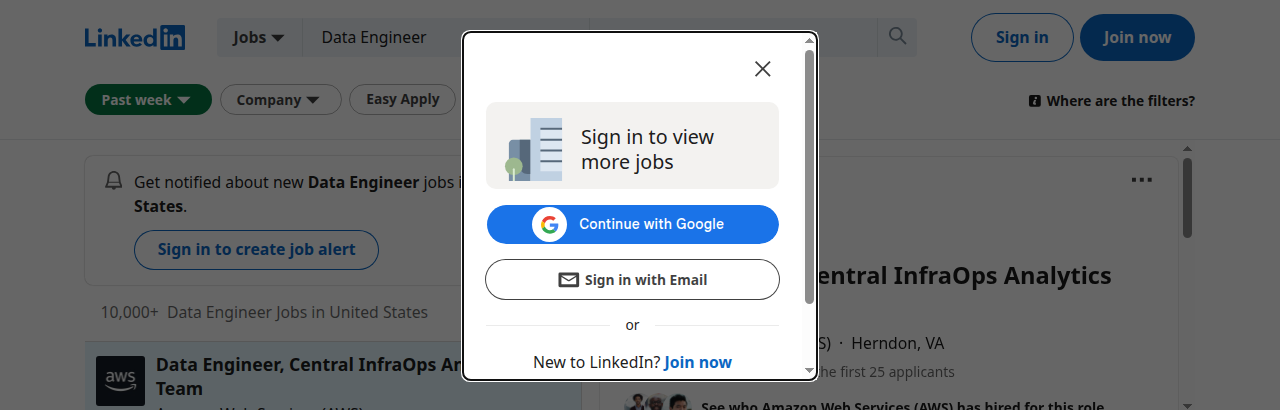 Linkedin
Jobs
Data Engineer
Sign in
Join now
Past week
Company
Easy Apply
Where are the filters?
Get notified about new Data Engineer jobs i
States.
Sign in to create job alert
10,000+ Data Engineer Jobs in United States
aws
Data Engineer, Central InfraOps An
Team
Sign in to view
more jobs
Continue with Google
Sign in with Email
or
New to LinkedIn? Join now
entral InfraOps Analytics
S) · Herndon, VA
the first 25 applicants
See who Amazon Web Services (AWS) has hired for this role